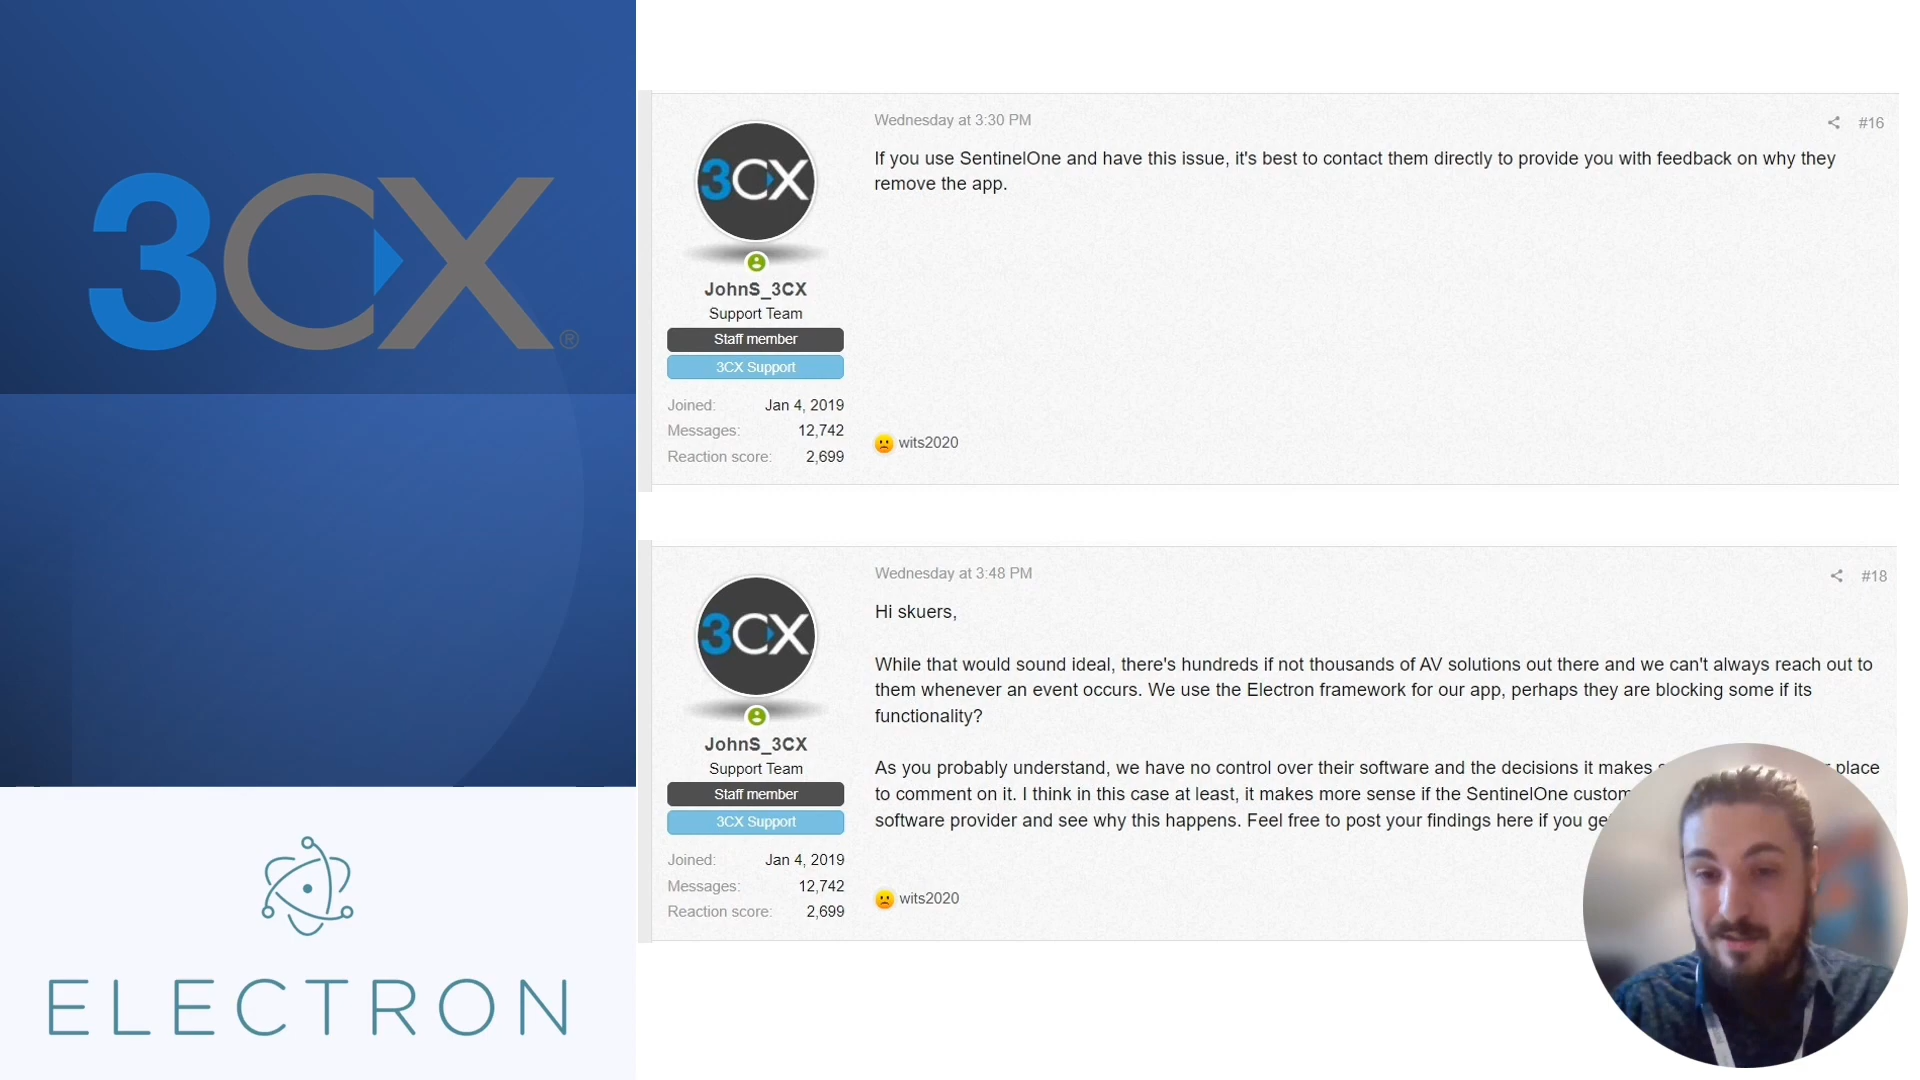 3CX®
ELECTRON
Wednesday at 3:30 PM
#16
If you use SentinelOne and have this issue, it's best to contact them directly to provide you with feedback on why they
remove the app.
3CX
JohnS_3CX
Support Team
Staff member
3CX Support
Joined: Jan 4, 2019
Messages: 12,742
Reaction score: 2,699
wits2020
Wednesday at 3:48 PM
#18
Hi skuers,
While that would sound ideal, there's hundreds if not thousands of AV solutions out there and we can't always reach out to
them whenever an event occurs. We use the Electron framework for our app, perhaps they are blocking some if its
functionality?
As you probably understand, we have no control over their software and the decisions it makes place
to comment on it. I think in this case at least, it makes more sense if the SentinelOne
software provider and see why this happens. Feel free to post your findings here if you
3CX
JohnS_3CX
Support Team
Staff member
3CX Support
Joined: Jan 4, 2019
Messages: 12,742
Reaction score: 2,699
wits2020